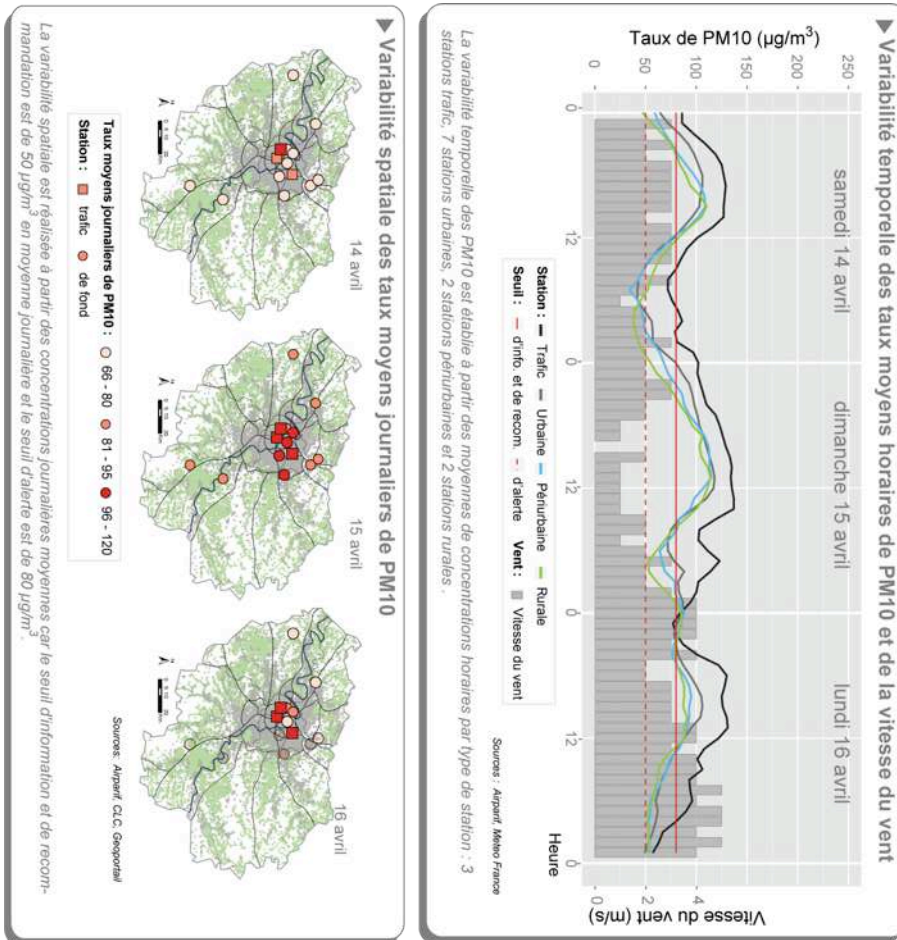 ▶ Variabilité temporelle des taux moyens horaires de PM10 et de la vitesse du vent
samedi 14 avril
dimanche 15 avril
lundi 16 avril
Taux de PM10 (µg/m³)
250
200
150
100
50
0
Vitesse du vent (m/s)
4
2
0
0
12
0
12
0
12
0
Heure
Station : Trafic Urbaine Périurbaine Rurale
Seuil : d'info. et de recom. d'alerte Vent : Vitesse du vent
Sources : Airparif, Meteo France
La variabilité temporelle des PM10 est établie à partir des moyennes de concentrations horaires par type de station : 3
stations trafic, 7 stations urbaines, 2 stations périurbaines et 2 stations rurales .
▶ Variabilité spatiale des taux moyens journaliers de PM10
14 avril
15 avril
16 avril
Taux moyens journaliers de PM10 : 66 - 80 81 - 95 96 - 120
Station : trafic de fond
Sources: Airparif, CLC, Geoportail
La variabilité spatiale est réalisée à partir des concentrations journalières moyennes car le seuil d'information et de recom-
mandation est de 50 µg/m³ en moyenne journalière et le seuil d'alerte est de 80 µg/m³.